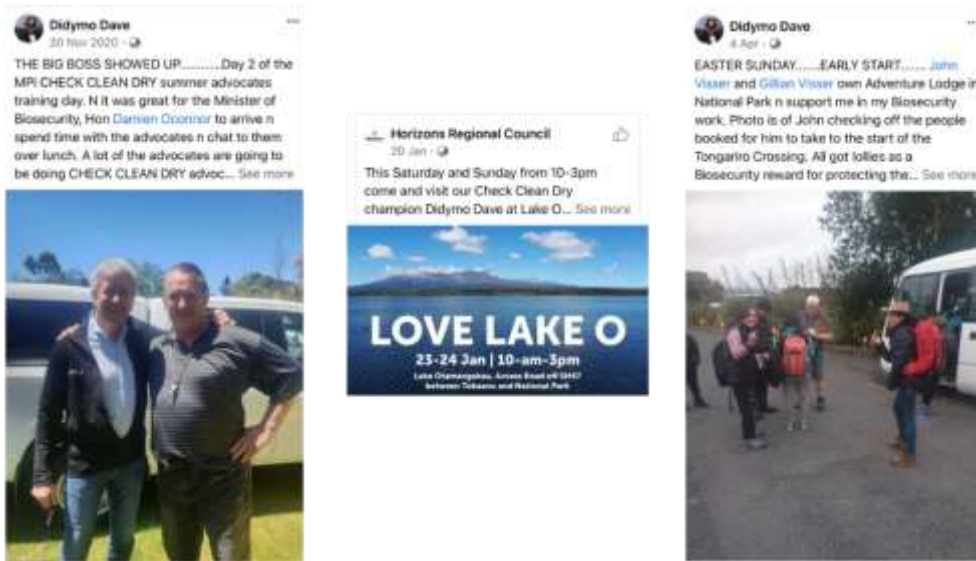 Didymo Dave
20 Nov 2020
THE BIG BOSS SHOWED UP..........Day 2 of the
MPI CHECK CLEAN DRY summer advocates
training day. N it was great for the Minister of
Biosecurity, Hon Damien Oconnor to arrive n
spend time with the advocates n chat to them
over lunch. A lot of the advocates are going to
be doing CHECK CLEAN DRY advoc... See more
Horizons Regional Council
20 Jan
This Saturday and Sunday from 10-3pm
come and visit our Check Clean Dry
champion Didymo Dave at Lake O... See more
LOVE LAKE O
23-24 Jan | 10-am-3pm
Lake Otamangakau, Access Road off SH47
between Tokaanu and National Park
Didymo Dave
4 Apr
EASTER SUNDAY......EARLY START...... John
Visser and Gillian Visser own Adventure Lodge in
National Park n support me in my Biosecurity
work. Photo is of John checking off the people
booked for him to take to the start of the
Tongariro Crossing. All got lollies as a
Biosecurity reward for protecting the... See more